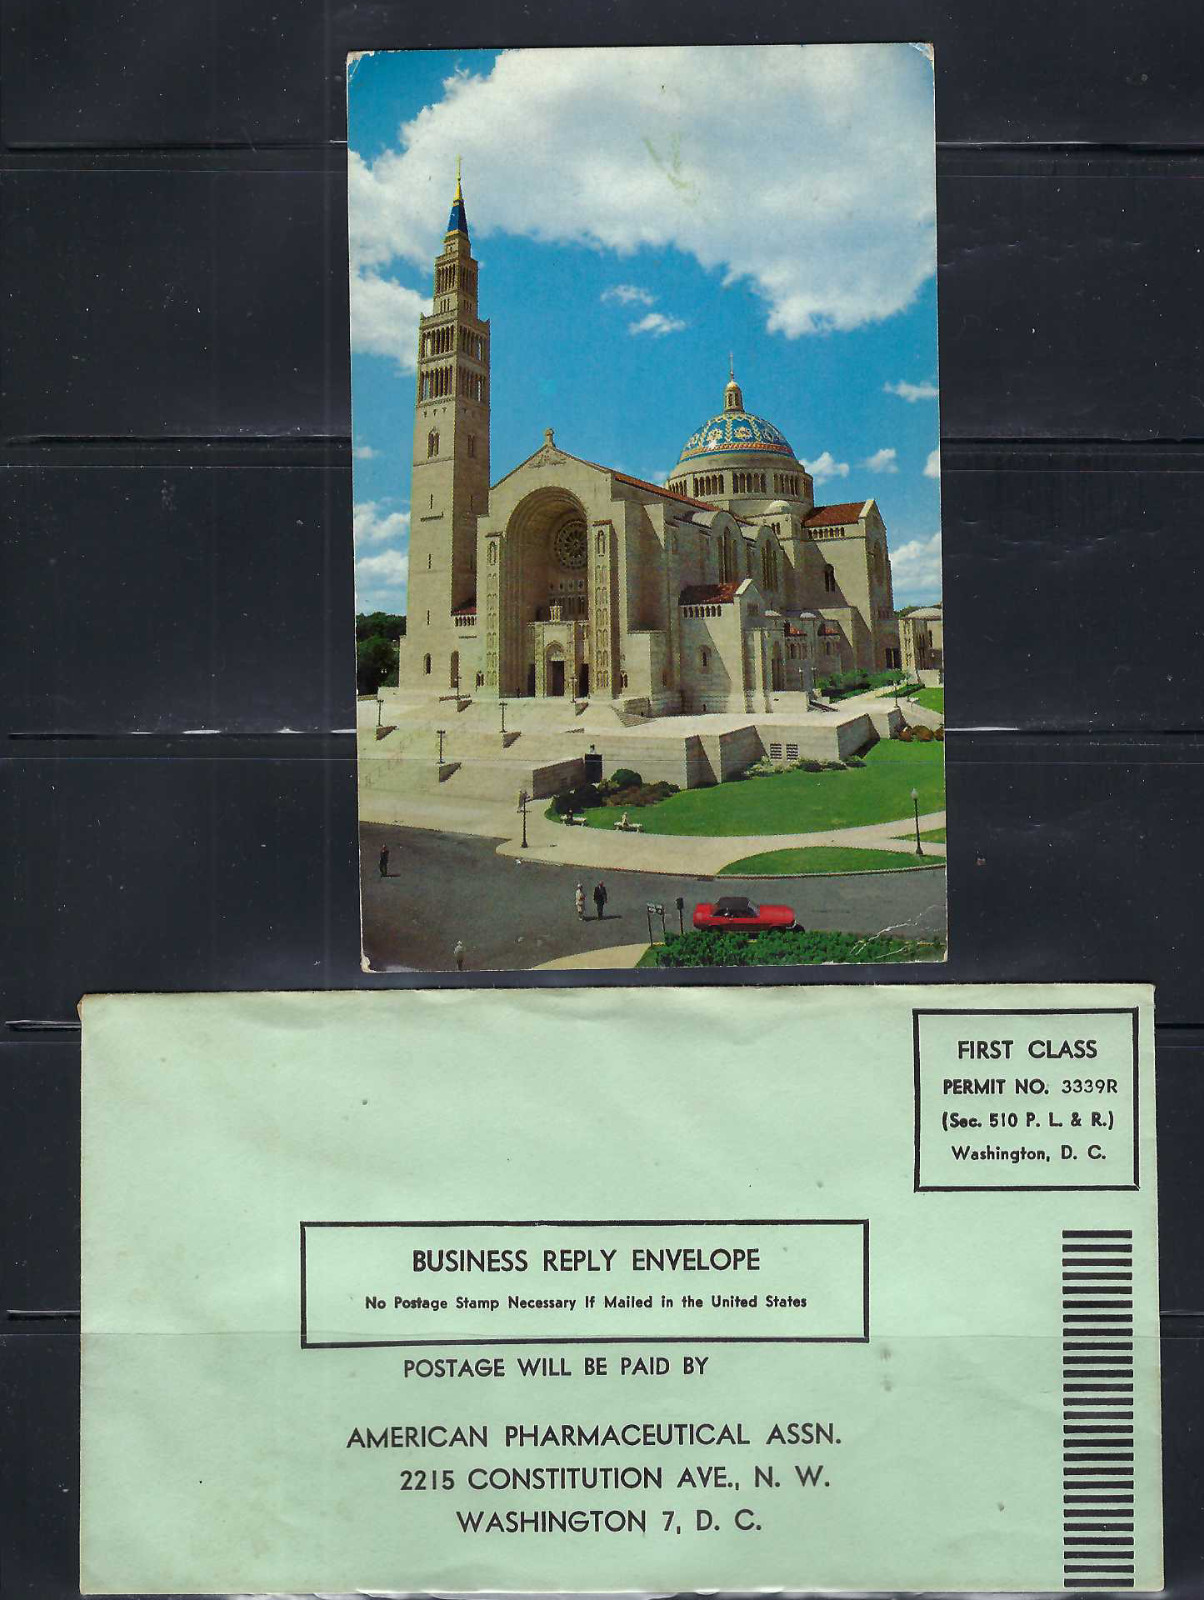 FIRST CLASS
PERMIT NO. 3339R
(Sec. 510 P. L. & R.)
Washington, D. C.
BUSINESS REPLY ENVELOPE
No Postage Stamp Necessary If Mailed in the United States
POSTAGE WILL BE PAID BY
AMERICAN PHARMACEUTICAL ASSN.
2215 CONSTITUTION AVE., N. W.
WASHINGTON 7, D. C.